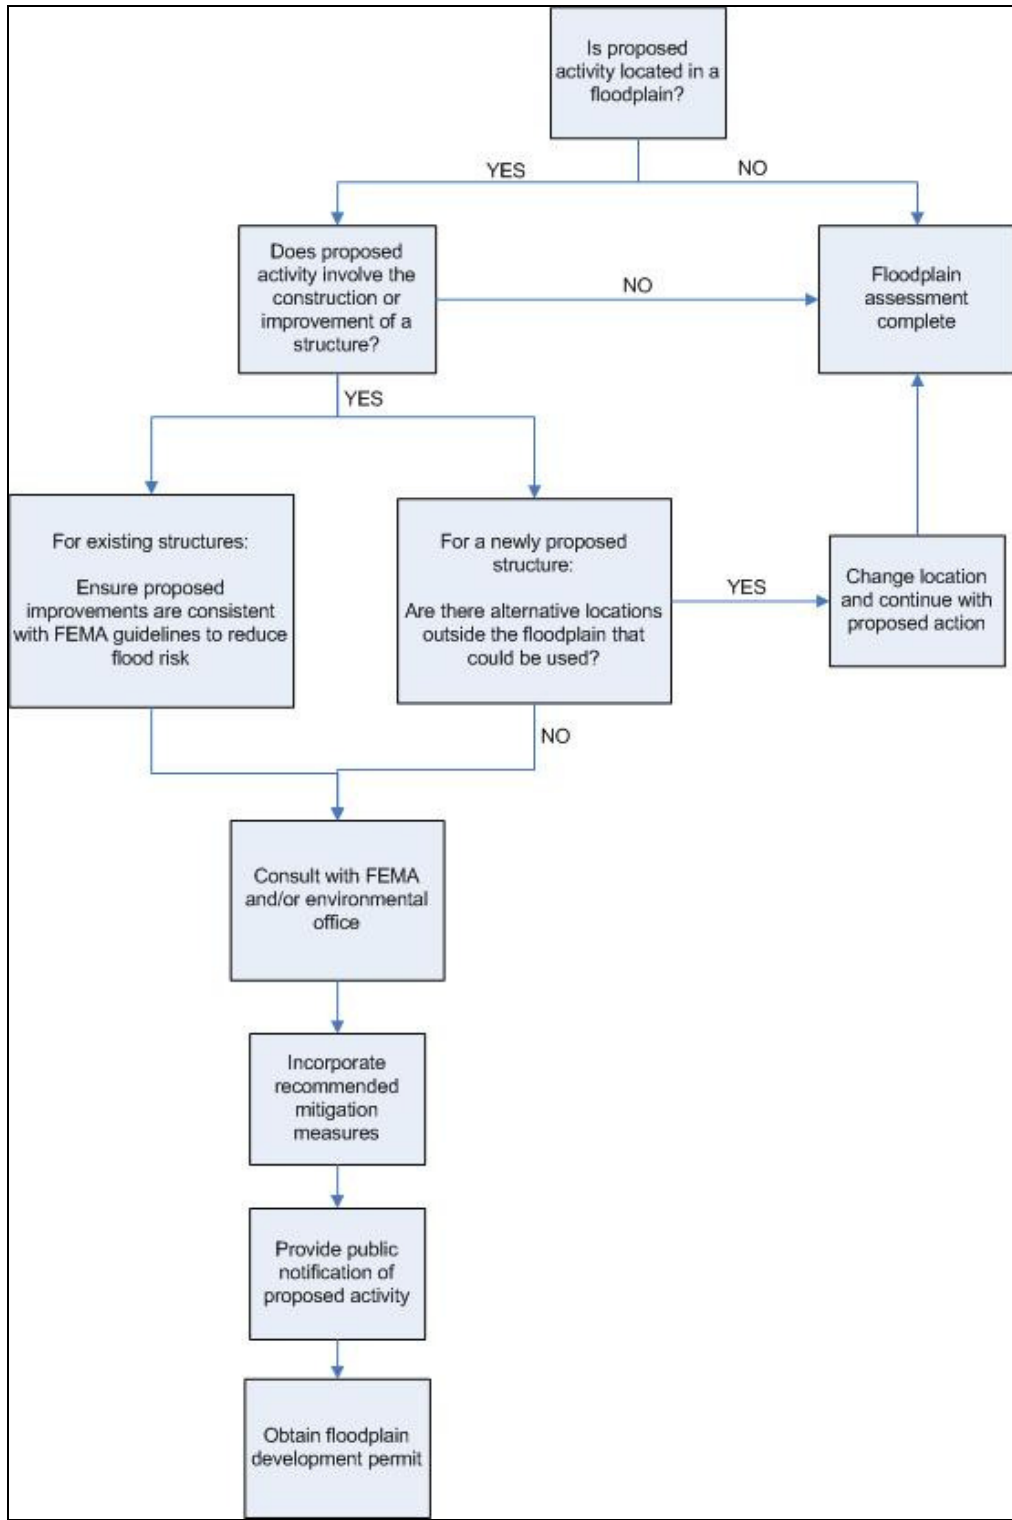 Is proposed
activity located in a
floodplain?
YES
NO
Does proposed
activity involve the
construction or
improvement of a
structure?
NO
Floodplain
assessment
complete
YES
For existing structures:
Ensure proposed
improvements are consistent
with FEMA guidelines to reduce
flood risk
For a newly proposed
structure:
Are there alternative locations
outside the floodplain that
could be used?
YES
Change location
and continue with
proposed action
NO
Consult with FEMA
and/or environmental
office
Incorporate
recommended
mitigation
measures
Provide public
notification of
proposed activity
Obtain floodplain
development permit